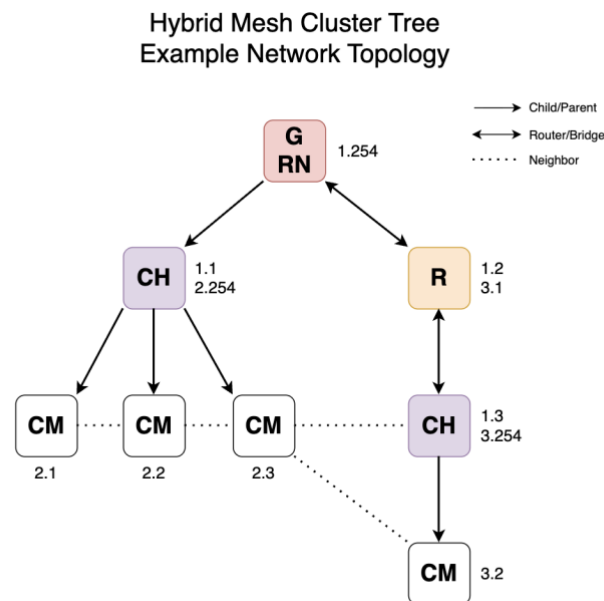 Hybrid Mesh Cluster Tree
Example Network Topology
Child/Parent
Router/Bridge
Neighbor
G
RN
1.254
CH
1.1
2.254
R
1.2
3.1
CM
CM
CM
CH
1.3
3.254
2.1
2.2
2.3
CM
3.2